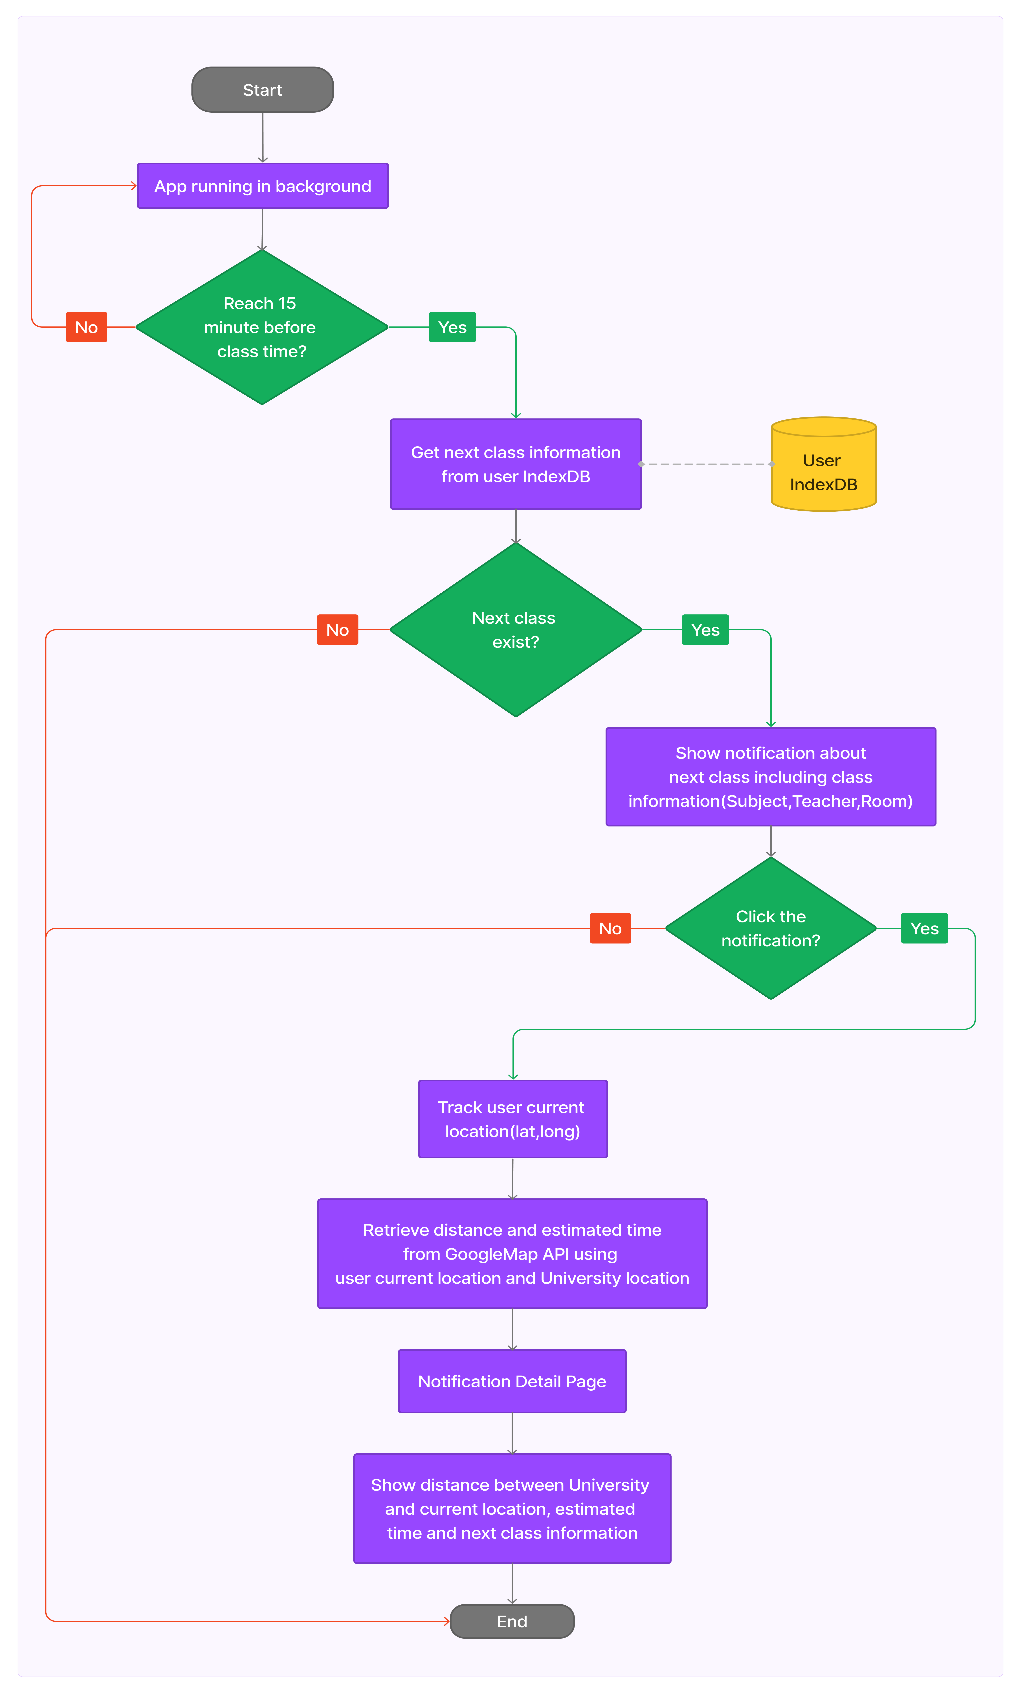 Start
App running in background
Reach 15
minute before
class time?
No
Yes
Get next class information
from user IndexDB
User
IndexDB
Next class
exist?
No
Yes
Show notification about
next class including class
information(Subject,Teacher,Room)
Click the
notification?
No
Yes
Track user current
location(lat,long)
Retrieve distance and estimated time
from GoogleMap API using
user current location and University location
Notification Detail Page
Show distance between University
and current location, estimated
time and next class information
End